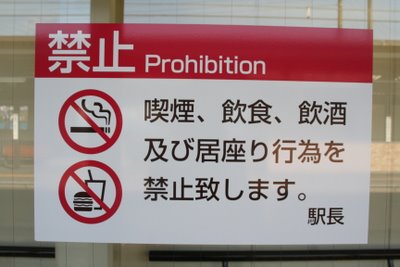 禁止 Prohibition
喫煙、飲食、飲酒
及び居座り行為を
禁止致します。
駅長